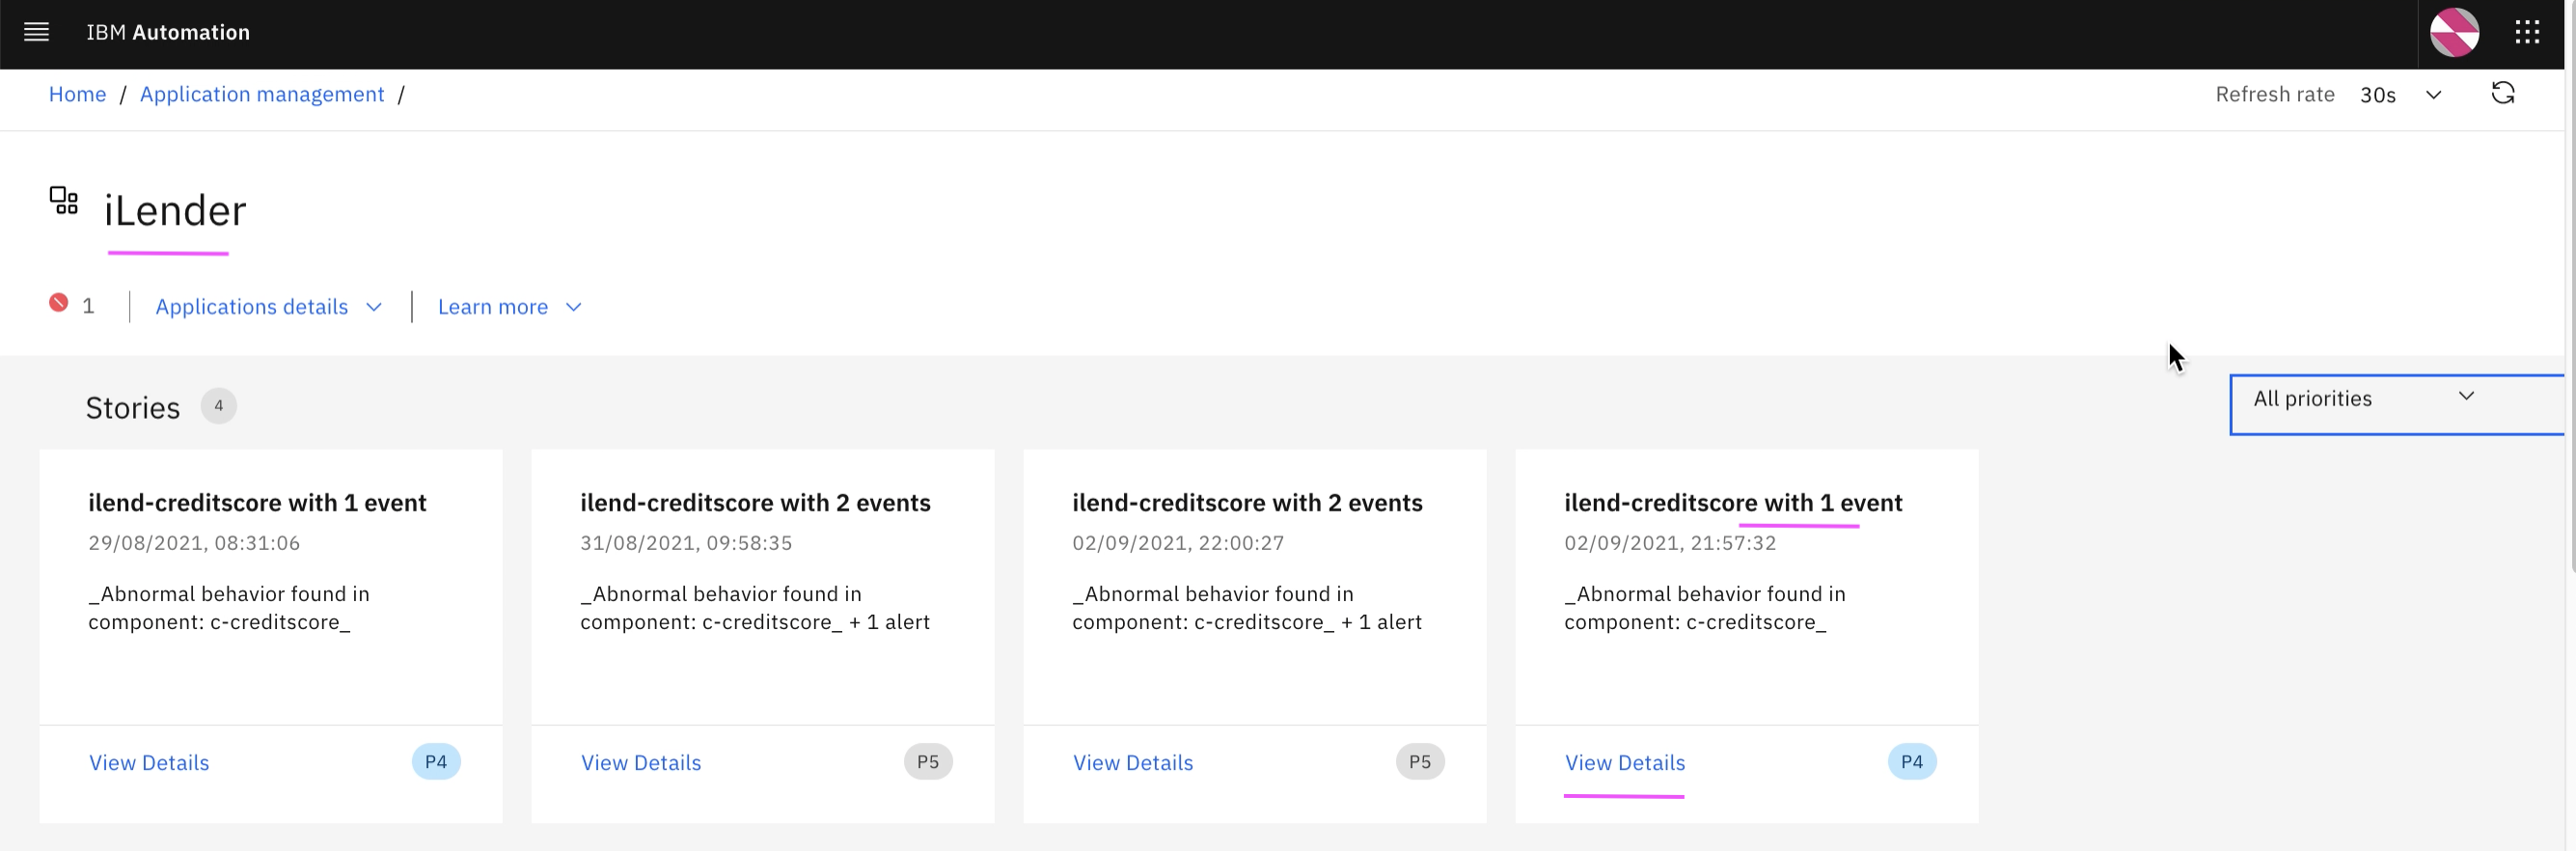 IBM Automation
Home / Application management /
Refresh rate 30s
iLender
1 Applications details Learn more
Stories 4
All priorities
ilend-creditscore with 1 event
29/08/2021, 08:31:06
_Abnormal behavior found in
component: c-creditscore_
View Details P4
ilend-creditscore with 2 events
31/08/2021, 09:58:35
_Abnormal behavior found in
component: c-creditscore_ + 1 alert
View Details P5
ilend-creditscore with 2 events
02/09/2021, 22:00:27
_Abnormal behavior found in
component: c-creditscore_ + 1 alert
View Details P5
ilend-creditscore with 1 event
02/09/2021, 21:57:32
_Abnormal behavior found in
component: c-creditscore_
View Details P4